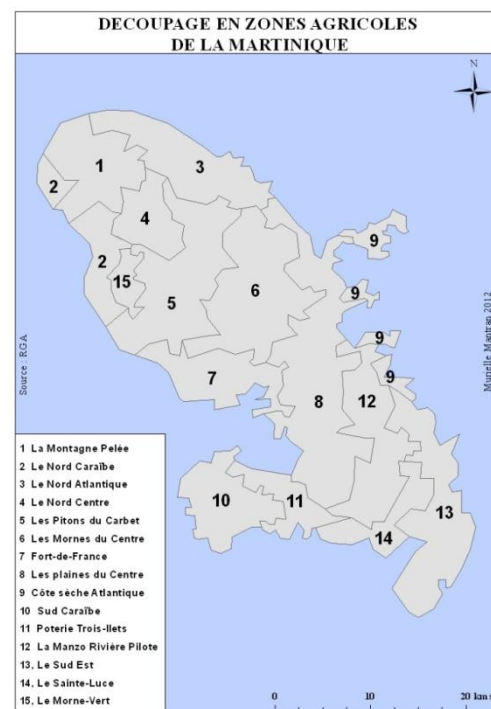 DECOUPAGE EN ZONES AGRICOLES
DE LA MARTINIQUE
N
1
3
2
4
9
2
15
9
5
6
9
9
7
8
12
10
11
13
14
Source : RGA
Murielle Mantran 2012
1 La Montagne Pelée
2 Le Nord Caraïbe
3 Le Nord Atlantique
4 Le Nord Centre
5 Les Pitons du Carbet
6 Les Mornes du Centre
7 Fort-de-France
8 Les plaines du Centre
9 Côte sèche Atlantique
10 Sud Caraïbe
11 Poterie Trois-Ilets
12 La Manzo Rivière Pilote
13, Le Sud Est
14, Le Sainte-Luce
15, Le Morne-Vert
0 10 20 km